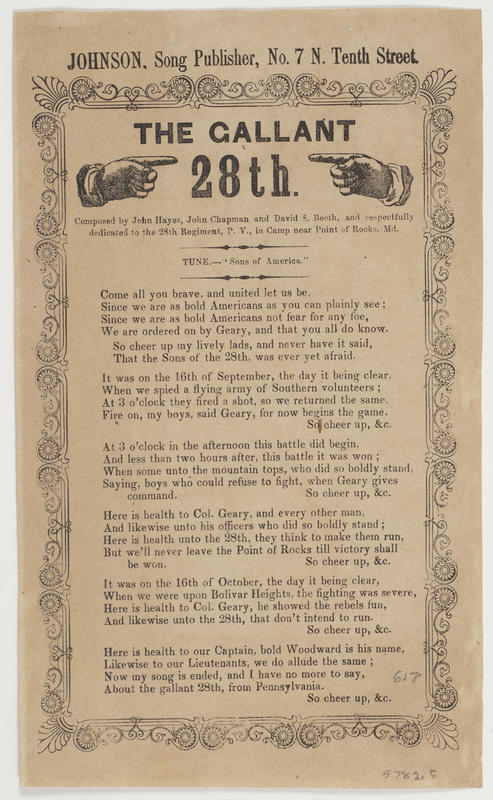 JOHNSON, Song Publisher, No. 7 N. Tenth Street.
THE GALLANT
28th.
Composed by John Hayes, John Chapman and David S. Beeth, and respectfully
dedicated to the 28th Regiment, P. V., in Camp near Point of Rocks, Md.
TUNE.—"Sons of America."
Come all you brave, and united let us be,
Since we are as bold Americans as you can plainly see;
Since we are as bold Americans not fear for any foe,
We are ordered on by Geary, and that you all do know.
So cheer up my lively lads, and never have it said,
That the Sons of the 28th, was ever yet afraid.
It was on the 16th of September, the day it being clear,
When we spied a flying army of Southern volunteers;
At 3 o'clock they fired a shot, so we returned the same.
Fire on, my boys, said Geary, for now begins the game.
So cheer up, &c.
At 3 o'clock in the afternoon this battle did begin,
And less than two hours after, this battle it was won;
When some unto the mountain tops, who did so boldly stand,
Saying, boys who could refuse to fight, when Geary gives
command. So cheer up, &c.
Here is health to Col. Geary, and every other man,
And likewise unto his officers who did so boldly stand;
Here is health unto the 28th, they think to make them run,
But we'll never leave the Point of Rocks till victory shall
be won. So cheer up, &c.
It was on the 16th of October, the day it being clear,
When we were upon Bolivar Heights, the fighting was severe,
Here is health to Col. Geary, he showed the rebels fun,
And likewise unto the 28th, that don't intend to run.
So cheer up, &c.
Here is health to our Captain, bold Woodward is his name,
Likewise to our Lieutenants, we do allude the same;
Now my song is ended, and I have no more to say,
About the gallant 28th, from Pennsylvania.
So cheer up, &c.
5782.F